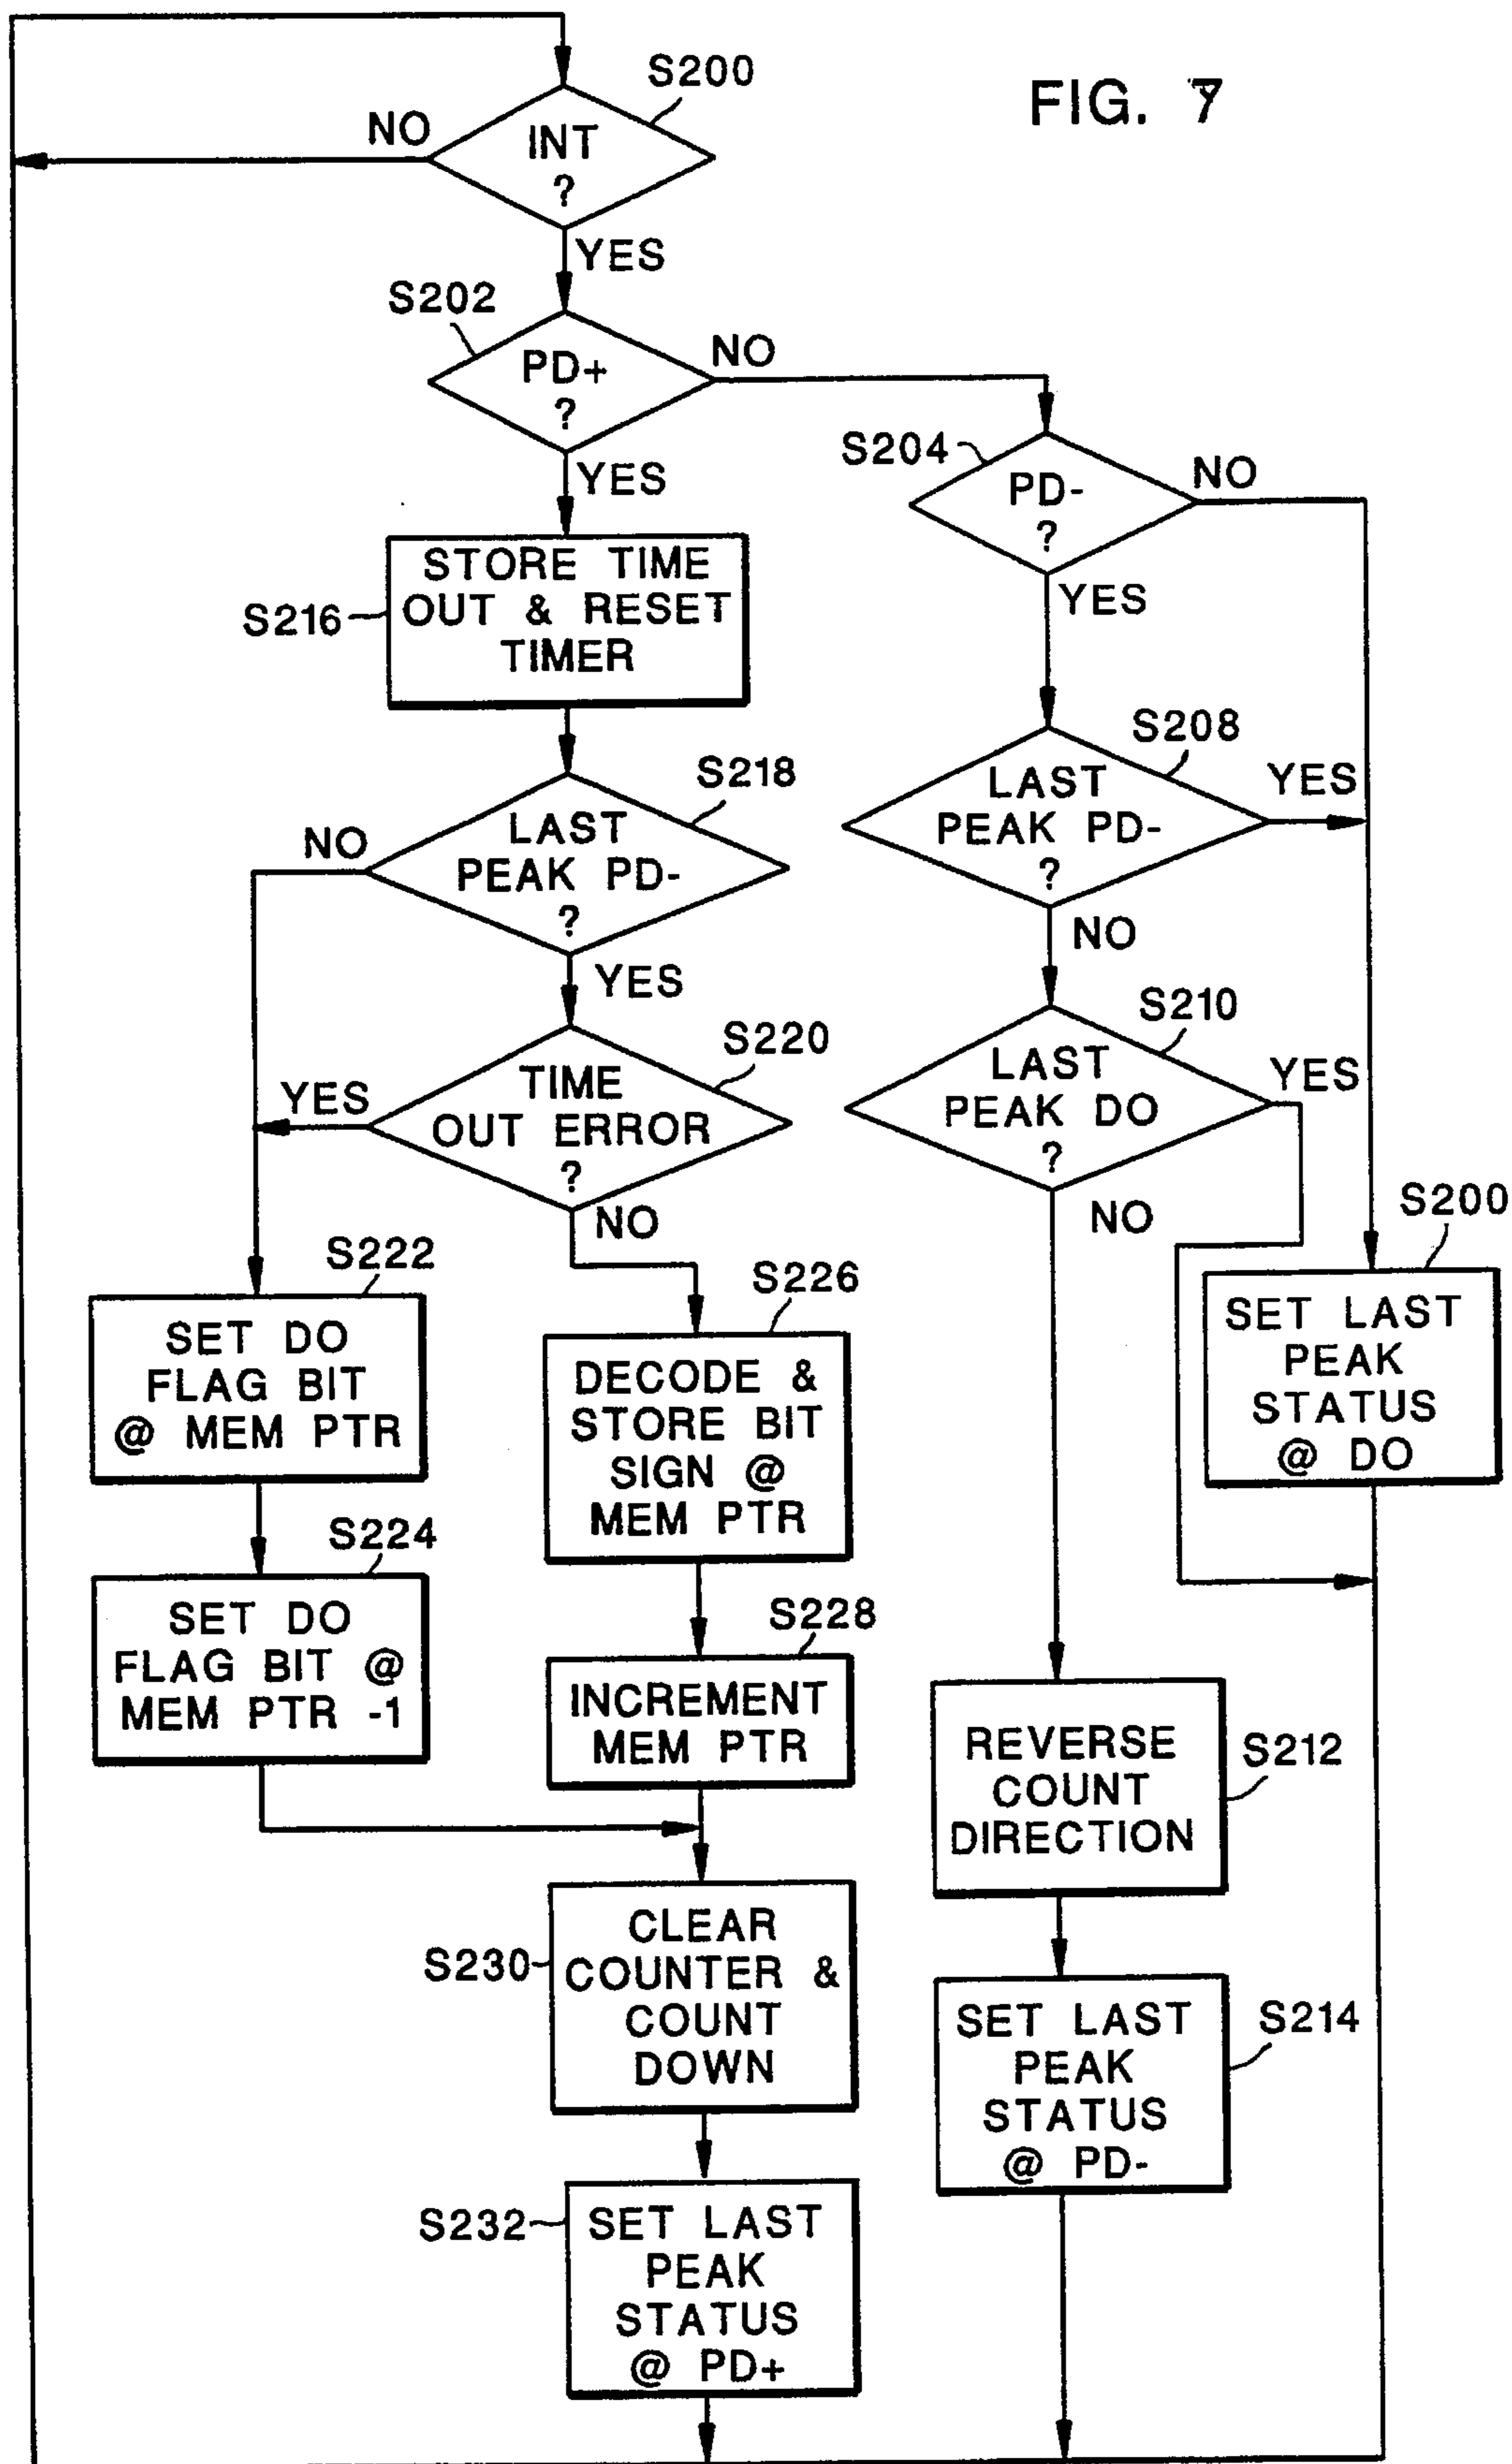 FIG. 7
S200
NO
INT
?
YES
S202
PD+
?
NO
YES
S204
PD-
?
NO
YES
STORE TIME
OUT & RESET
TIMER
S216
S208
LAST
PEAK PD-
?
YES
NO
S218
LAST
PEAK PD-
?
NO
YES
S210
LAST
PEAK DO
?
YES
NO
S220
TIME
OUT ERROR
?
YES
NO
S200
SET LAST
PEAK
STATUS
@ DO
S222
SET DO
FLAG BIT
@ MEM PTR
S226
DECODE &
STORE BIT
SIGN @
MEM PTR
S224
SET DO
FLAG BIT @
MEM PTR -1
S228
INCREMENT
MEM PTR
REVERSE
COUNT
DIRECTION
S212
S230
CLEAR
COUNTER &
COUNT
DOWN
SET LAST
PEAK
STATUS
@ PD-
S214
S232
SET LAST
PEAK
STATUS
@ PD+